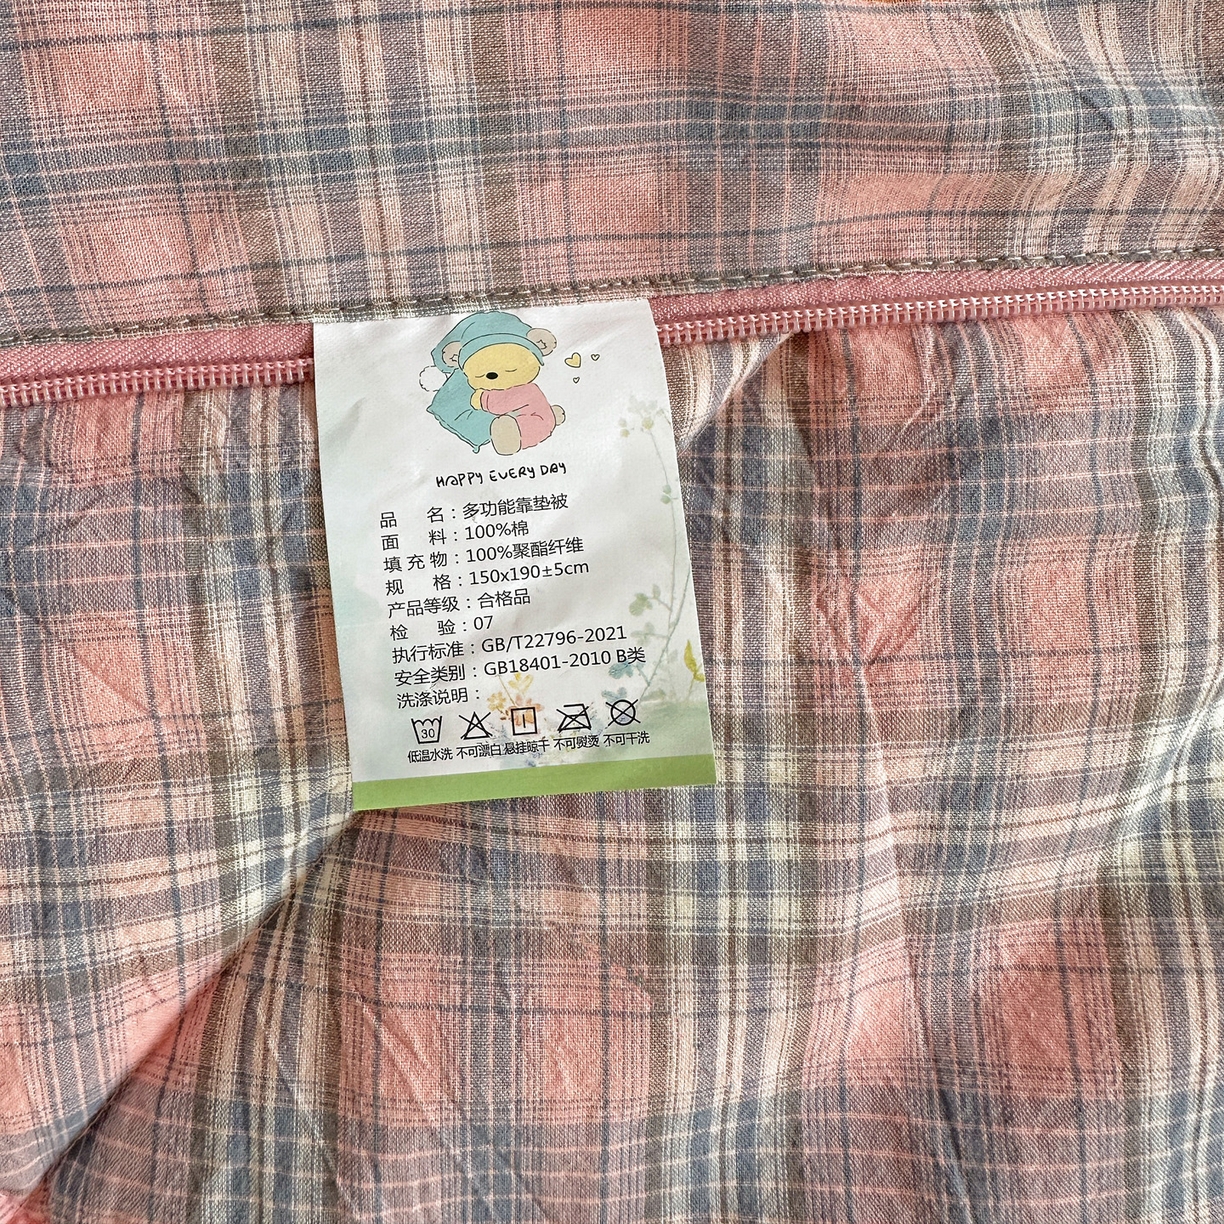 HAPPY EVERY DAY
品 名：多功能靠垫被
面 料：100%棉
填充物：100%聚酯纤维
规 格：150x190±5cm
产品等级：合格品
检 验：07
执行标准：GB/T22796-2021
安全类别：GB18401-2010 B类
洗涤说明：
30
低温水洗 不可漂白 悬挂晾干 不可熨烫 不可干洗